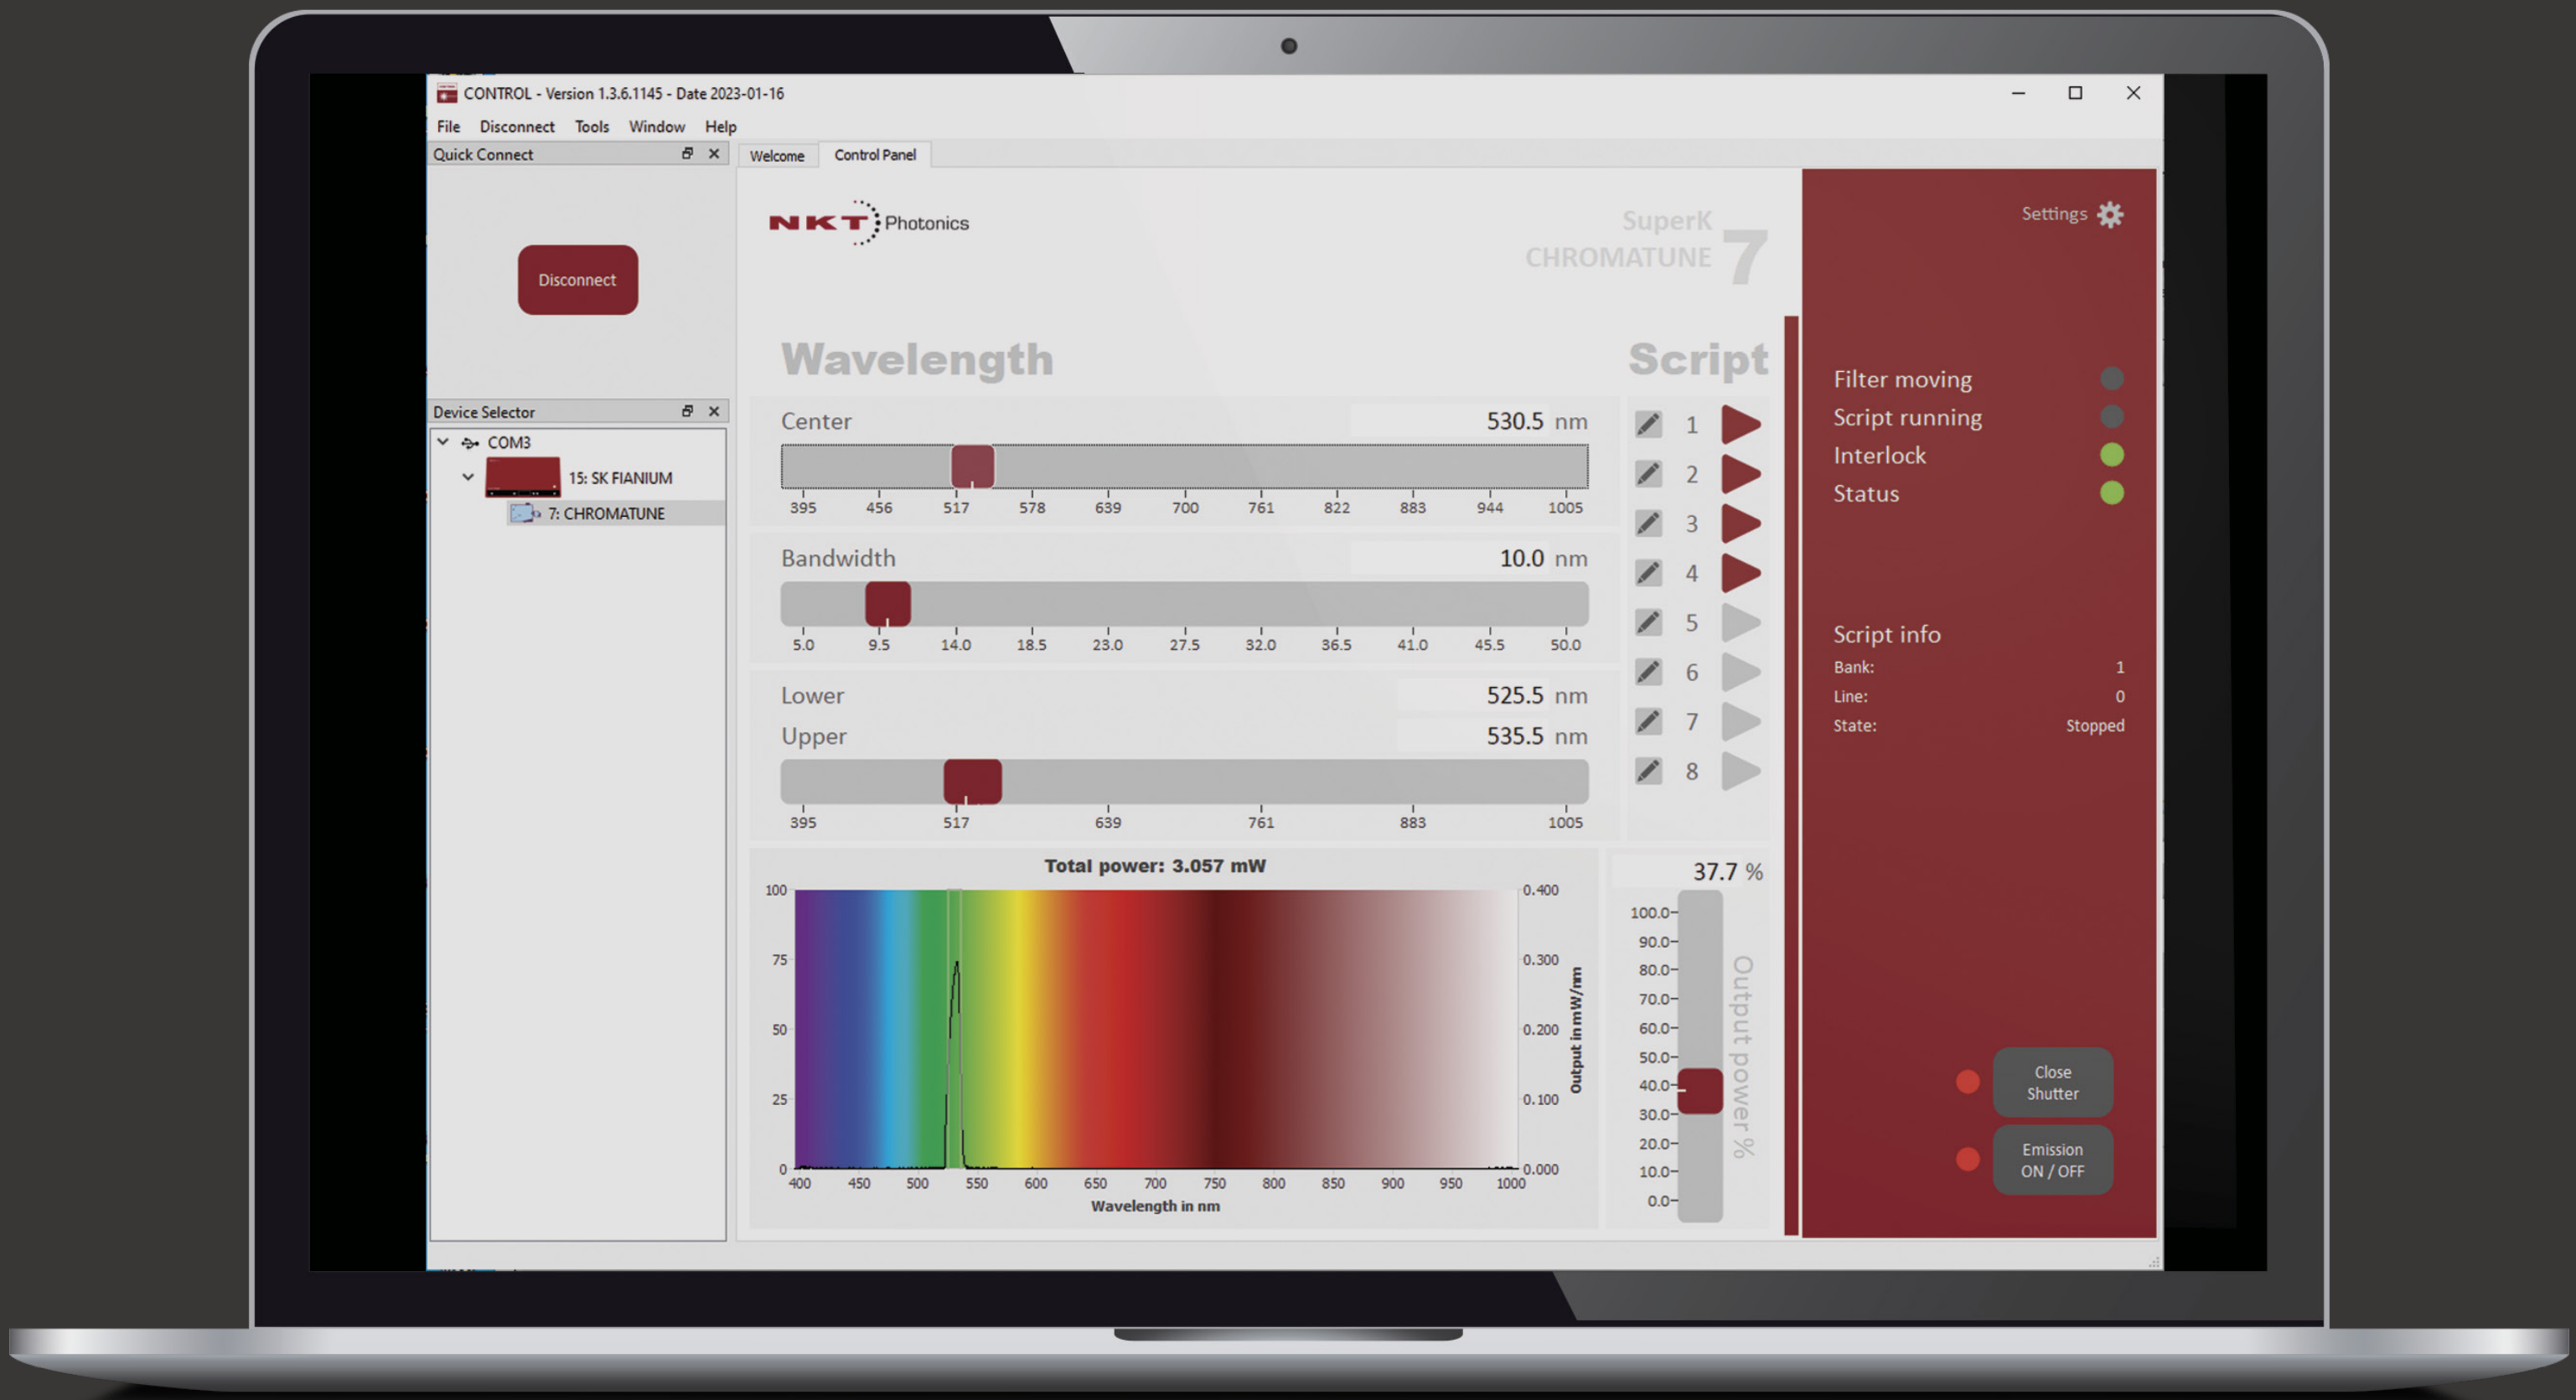 CONTROL - Version 1.3.6.1145 - Date 2023-01-16
File Disconnect Tools Window Help
Quick Connect
Disconnect
Device Selector
COM3
15: SK FIANIUM
7: CHROMATUNE
Welcome Control Panel
NKT Photonics
SuperK
CHROMATUNE 7
Wavelength
Center 530.5 nm
395 456 517 578 639 700 761 822 883 944 1005
Bandwidth 10.0 nm
5.0 9.5 14.0 18.5 23.0 27.5 32.0 36.5 41.0 45.5 50.0
Lower 525.5 nm
Upper 535.5 nm
395 517 639 761 883 1005
Script
1
2
3
4
5
6
7
8
Total power: 3.057 mW
100
75
50
25
0
0.400
0.300
0.200
0.100
0.000
Output in mW/nm
400 450 500 550 600 650 700 750 800 850 900 950 1000
Wavelength in nm
37.7 %
100.0
90.0
80.0
70.0
60.0
50.0
40.0
30.0
20.0
10.0
0.0
Output power %
Settings
Filter moving
Script running
Interlock
Status
Script info
Bank: 1
Line: 0
State: Stopped
Close
Shutter
Emission
ON / OFF